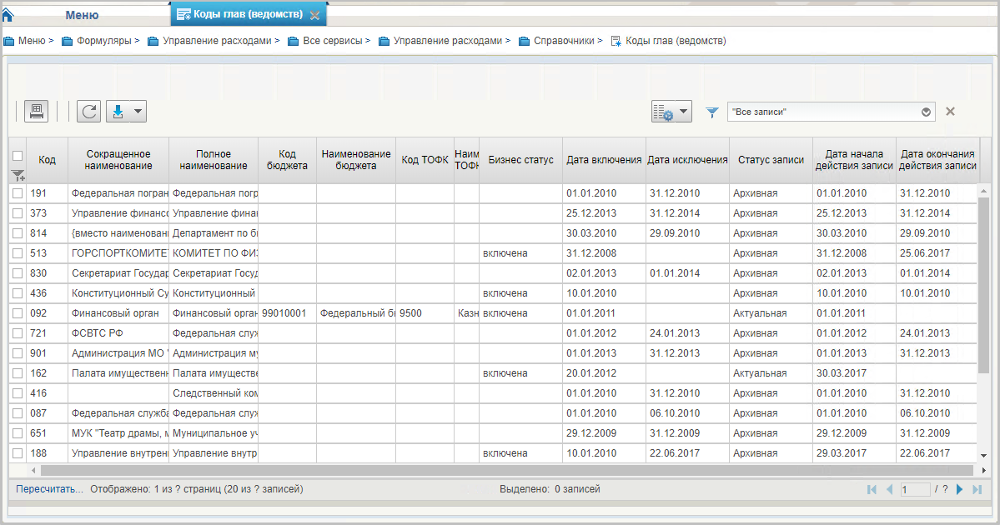 Меню Коды глав (ведомств)
Меню > Формуляры > Управление расходами > Все сервисы > Управление расходами > Справочники > Коды глав (ведомств)
"Все записи"
Код Сокращенное наименование Полное наименование Код бюджета Наименование бюджета Код ТОФК Наим ТОФК Бизнес статус Дата включения Дата исключения Статус записи Дата начала действия записи Дата окончания действия записи
191 Федеральная погран Федеральная погр 01.01.2010 31.12.2010 Архивная 01.01.2010 31.12.2010
373 Управление финансо Управление фина 25.12.2013 31.12.2014 Архивная 25.12.2013 31.12.2014
814 {вместо наименован Департамент по б 30.03.2010 29.09.2010 Архивная 30.03.2010 29.09.2010
513 ГОРСПОРТКОМИТЕТ КОМИТЕТ ПО ФИЗ включена 31.12.2008 Архивная 31.12.2008 25.06.2017
830 Секретариат Государ Секретариат Госуд 02.01.2013 01.01.2014 Архивная 02.01.2013 01.01.2014
436 Конституционный Су Конституционный включена 10.01.2010 Архивная 10.01.2010 10.01.2010
092 Финансовый орган Финансовый орган 99010001 Федеральный б 9500 Казн включена 01.01.2011 Актуальная 01.01.2011
721 ФСВТС РФ Федеральная служ 01.01.2012 24.01.2013 Архивная 01.01.2012 24.01.2013
901 Администрация МО " Администрация му 01.01.2013 31.12.2013 Архивная 01.01.2013 31.12.2013
162 Палата имуществен Палата имуществе включена 20.01.2012 Актуальная 30.03.2017
416 Следственный ком 01.01.2010 31.12.2010 Архивная 01.01.2010 31.12.2010
087 Федеральная служба Федеральная служ 01.01.2010 06.10.2010 Архивная 01.01.2010 06.10.2010
651 МУК "Театр драмы, м Муниципальное уч 29.12.2009 31.12.2009 Архивная 29.12.2009 31.12.2009
188 Управление внутрен Управление внутр включена 10.01.2010 22.06.2017 Архивная 29.03.2017 22.06.2017
Пересчитать... Отображено: 1 из ? страниц (20 из ? записей) Выделено: 0 записей 1 / ?